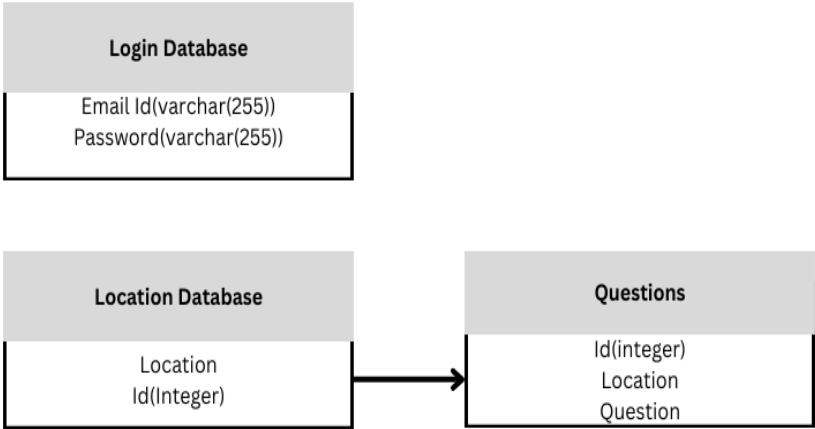 Login Database
Email Id(varchar(255))
Password(varchar(255))
Location Database
Location
Id(Integer)
Questions
Id(integer)
Location
Question